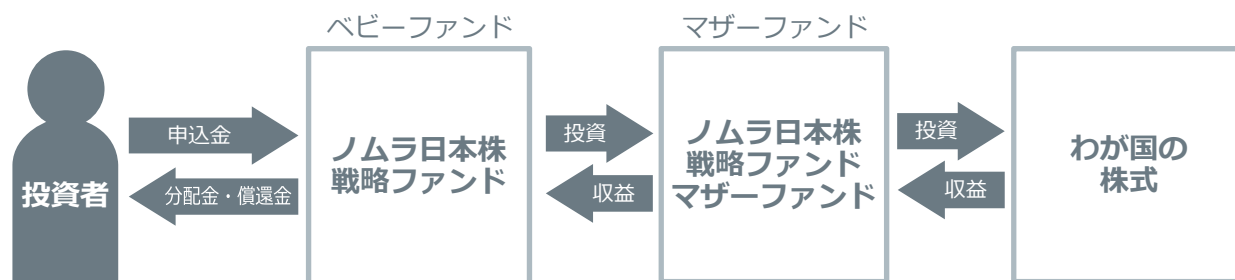 ベビーファンド
マザーファンド
投資者
申込金
分配金・償還金
ノムラ日本株
戦略ファンド
投資
収益
ノムラ日本株
戦略ファンド
マザーファンド
投資
収益
わが国の
株式